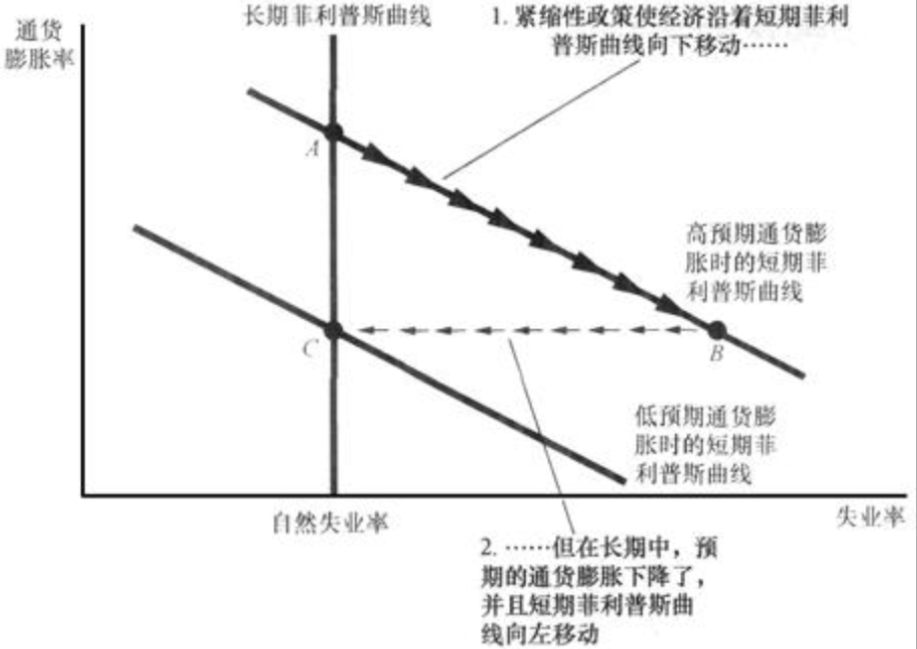 通货
膨胀率
长期菲利普斯曲线
1. 紧缩性政策使经济沿着短期菲利
普斯曲线向下移动……
A
高预期通货膨
胀时的短期菲
利普斯曲线
C
B
低预期通货膨
胀时的短期菲
利普斯曲线
自然失业率
失业率
2. ……但在长期中，预
期的通货膨胀下降了，
并且短期菲利普斯曲
线向左移动